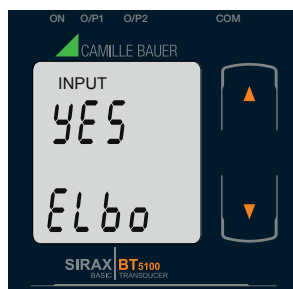 ON O/P1 O/P2 COM
CAMILLE BAUER
INPUT
YES
ELbo
SIRAX BT5100
BASIC TRANSDUCER